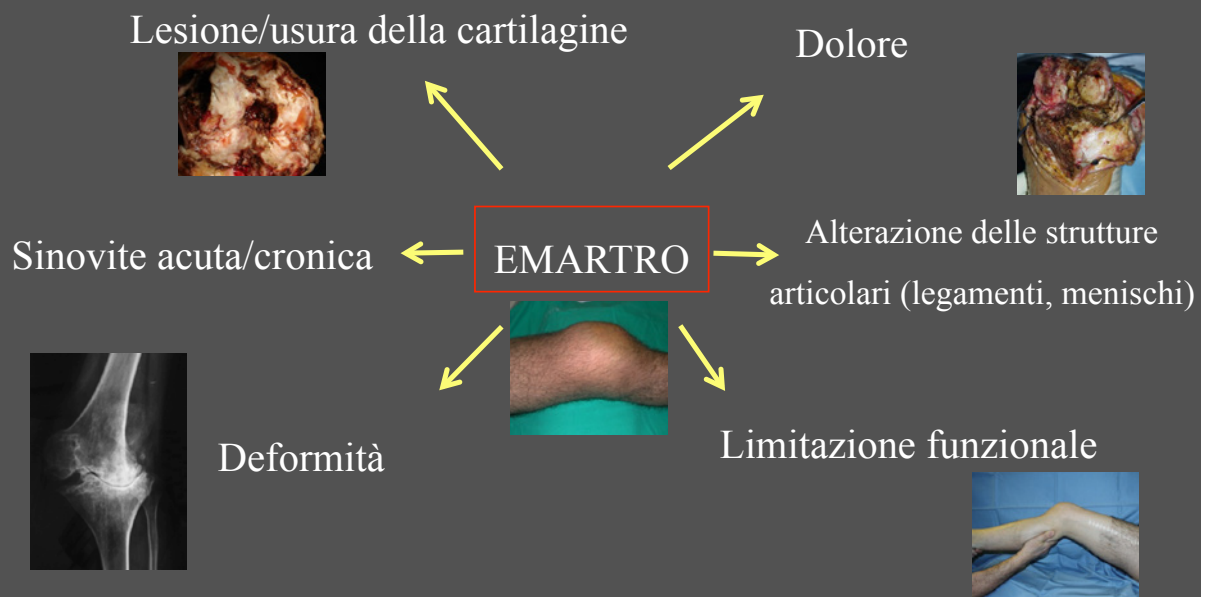 Lesione/usura della cartilagine
Dolore
Sinovite acuta/cronica
EMARTRO
Alterazione delle strutture
articolari (legamenti, menischi)
Deformità
Limitazione funzionale